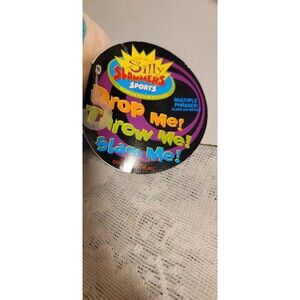 Silly
SLAMMERS
SPORTS
MULTIPLE
PHRASES!
Drop Me!
Throw Me!
Slam Me!